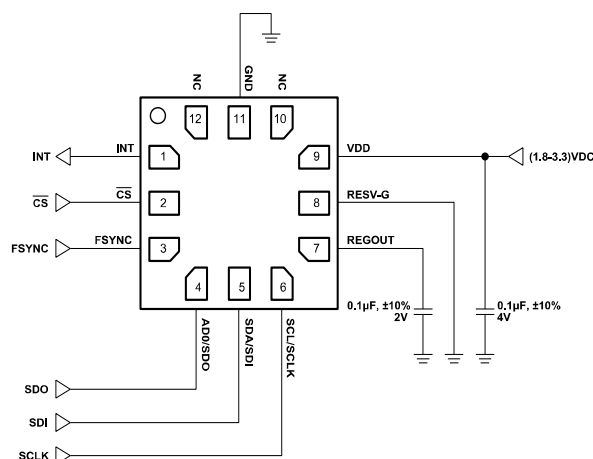 NC
GND
NC
12
11
10
INT
INT
1
9
VDD
(1.8-3.3)VDC
CS
CS
2
8
RESV-G
FSYNC
FSYNC
3
7
REGOUT
4
5
6
0.1µF, ±10%
2V
0.1µF, ±10%
4V
AD0/SDO
SDA/SDI
SCL/SCLK
SDO
SDI
SCLK